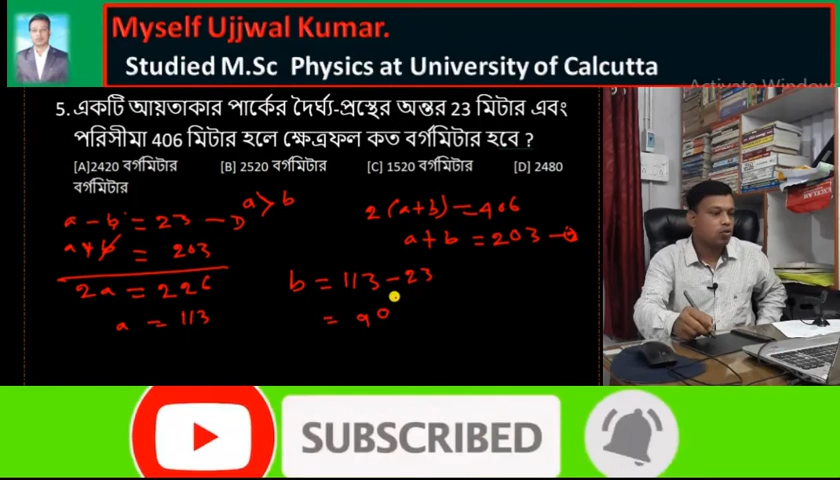 Myself Ujjwal Kumar.
Studied M.Sc Physics at University of Calcutta
Activate Window
5. একটি আয়তাকার পার্কের দৈর্ঘ্য-প্রস্থের অন্তর 23 মিটার এবং
পরিসীমা 406 মিটার হলে ক্ষেত্রফল কত বর্গমিটার হবে ?
[A]2420 বর্গমিটার [B] 2520 বর্গমিটার [C] 1520 বর্গমিটার [D] 2480
বর্গমিটার
a > b
a - b = 23 - ①
a + b = 203
2a = 226
a = 113
2 (a+b) = 406
a + b = 203 - ②
b = 113 - 23
= 90
SUBSCRIBED